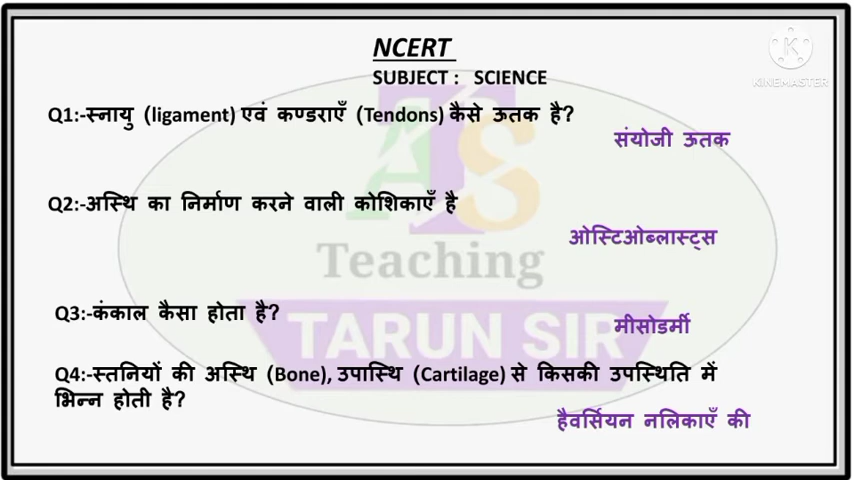 NCERT
SUBJECT : SCIENCE
KINEMASTER
Q1:-स्नायु (ligament) एवं कण्डराएँ (Tendons) कैसे ऊतक है?
संयोजी ऊतक
Q2:-अस्थि का निर्माण करने वाली कोशिकाएँ है
ओस्टिओब्लास्ट्स
Teaching
Q3:-कंकाल कैसा होता है?
मीसोडर्मी
TARUN SIR
Q4:-स्तनियों की अस्थि (Bone), उपास्थि (Cartilage) से किसकी उपस्थिति में
भिन्न होती है?
हैवर्सियन नलिकाएँ की